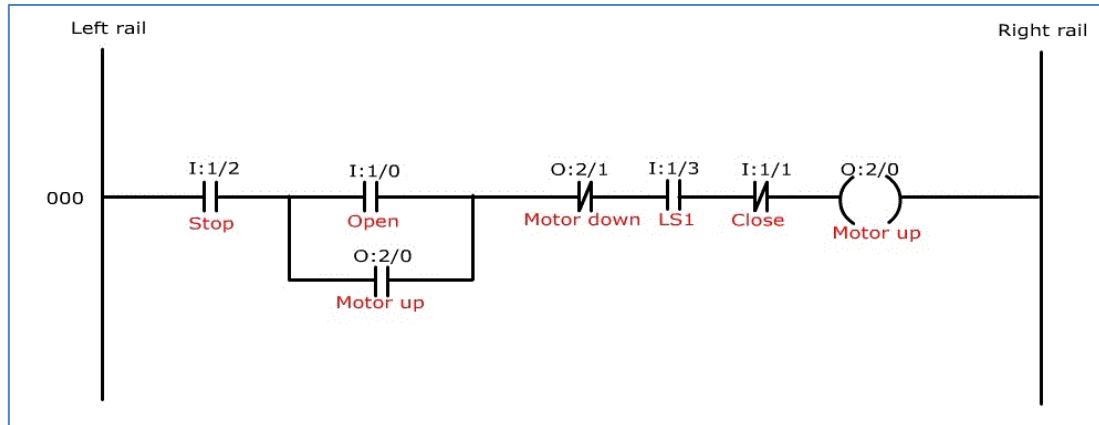 Left rail
Right rail
000
I:1/2
Stop
I:1/0
Open
O:2/0
Motor up
O:2/1
Motor down
I:1/3
LS1
I:1/1
Close
O:2/0
Motor up